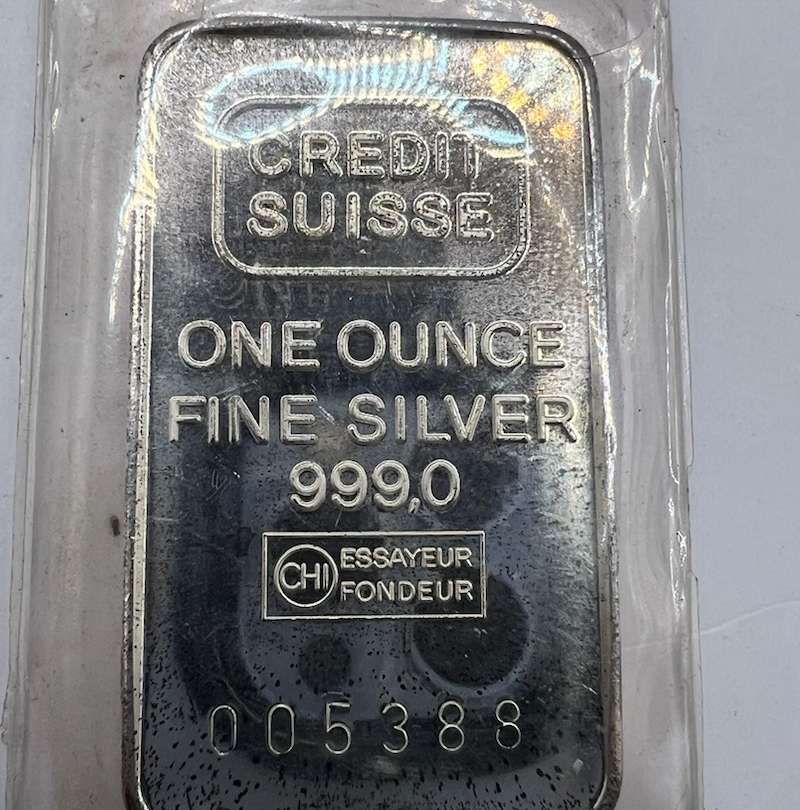 CREDIT
SUISSE
ONE OUNCE
FINE SILVER
999,0
CHI ESSAYEUR
FONDEUR
005388